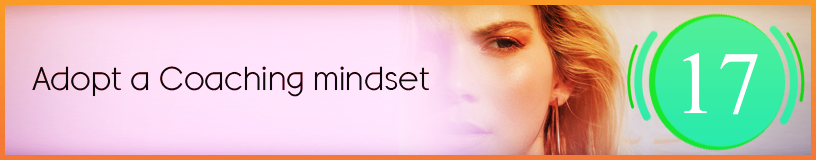 Adopt a Coaching mindset
17